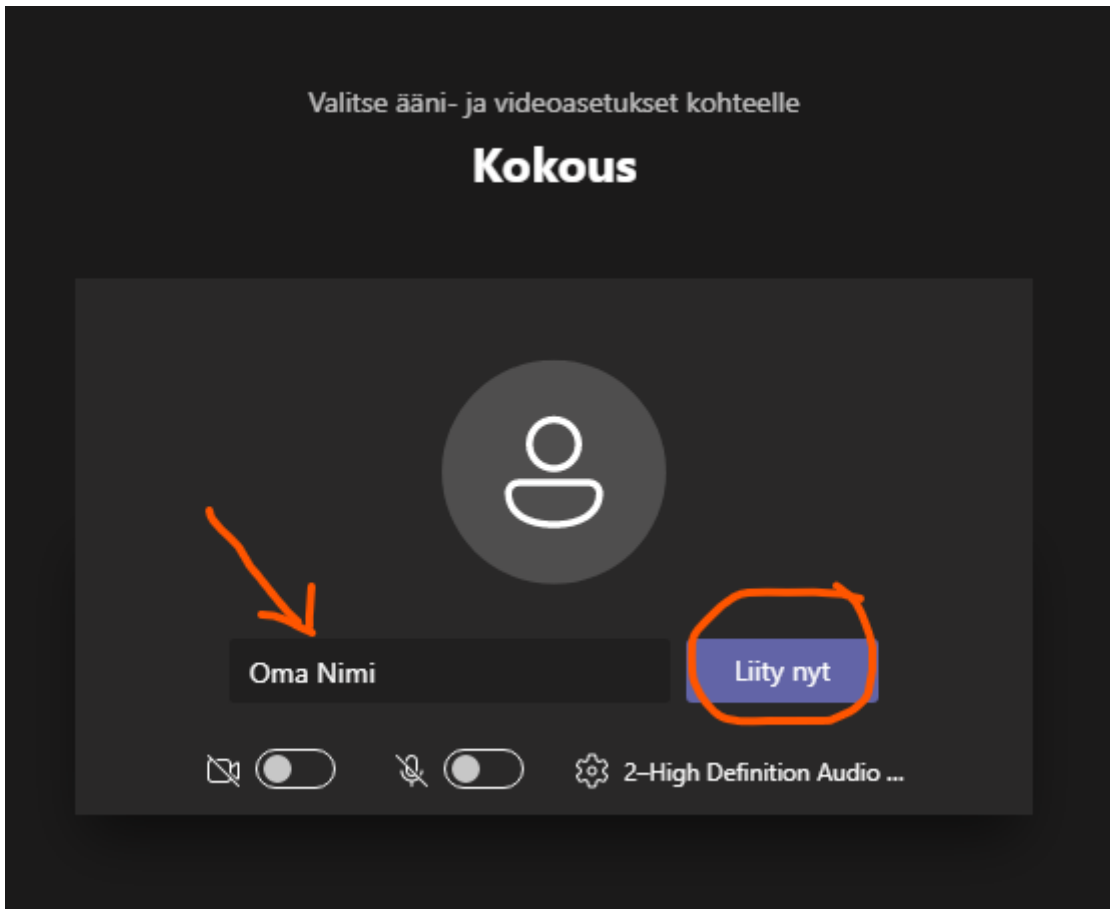 Valitse ääni- ja videoasetukset kohteelle
Kokous
Oma Nimi
Liity nyt
2–High Definition Audio ...